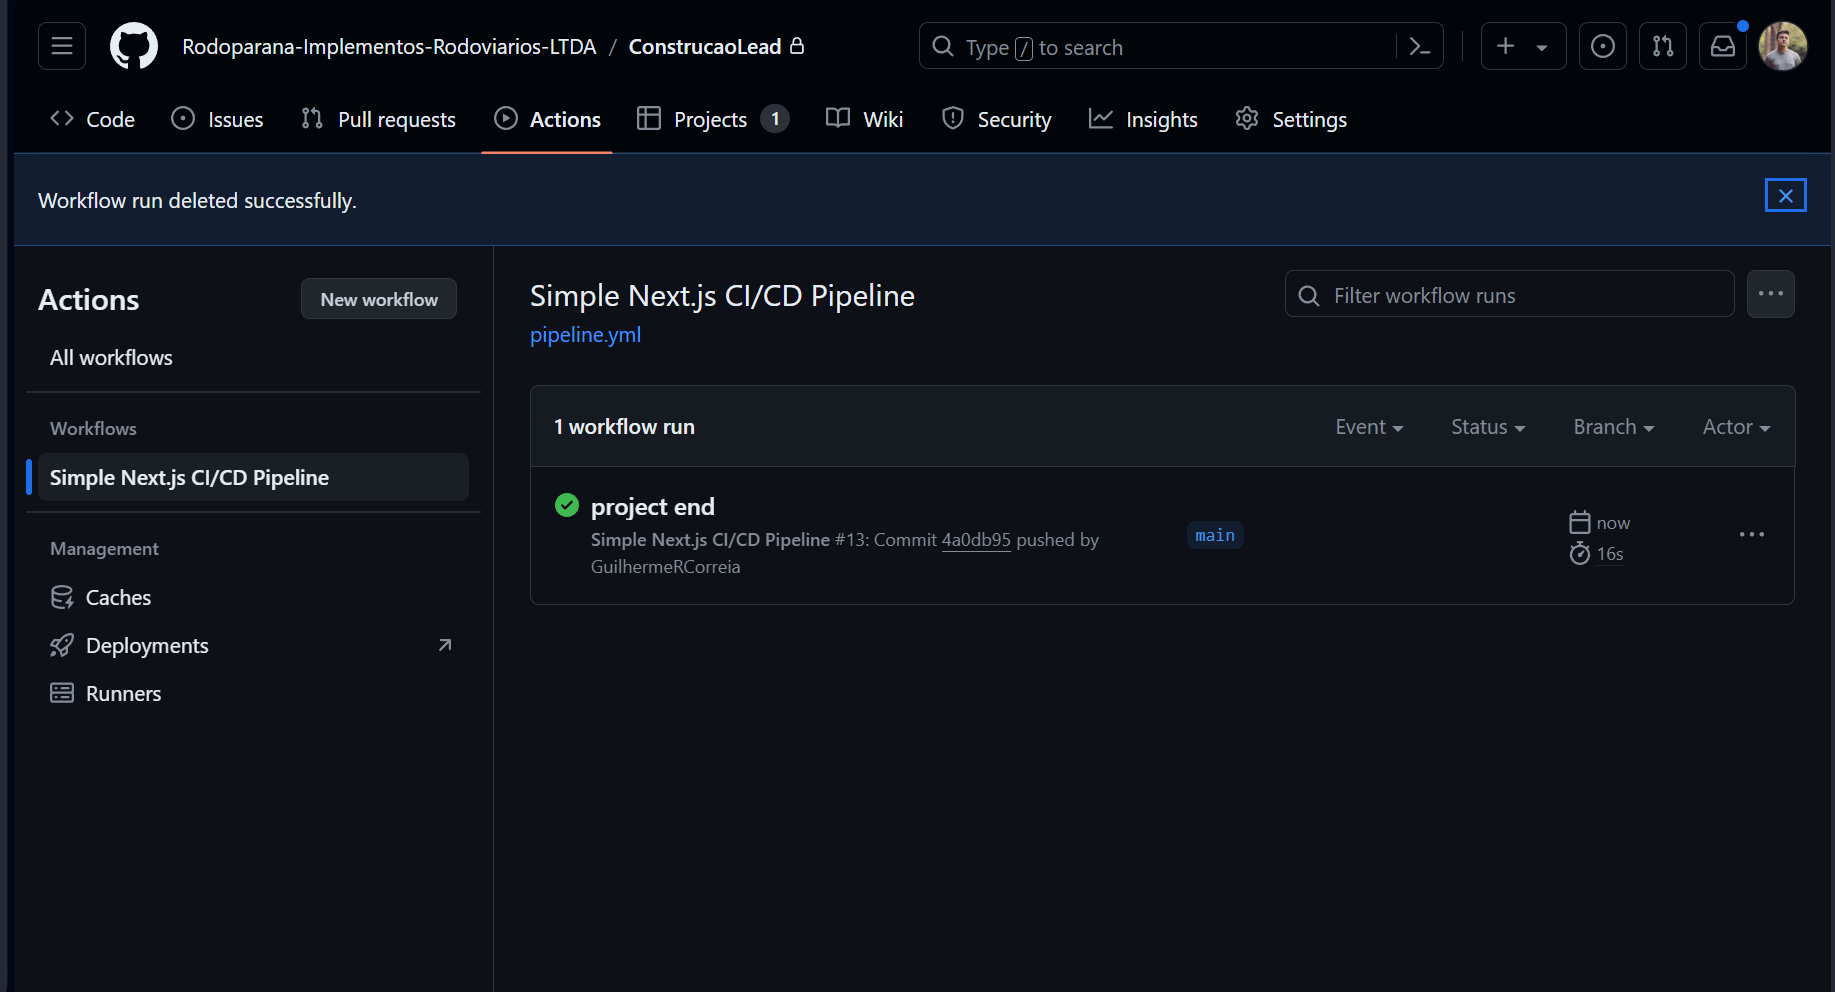 Rodoparana-Implementos-Rodoviarios-LTDA / ConstrucaoLead
Type / to search
Code
Issues
Pull requests
Actions
Projects 1
Wiki
Security
Insights
Settings
Workflow run deleted successfully.
Actions
New workflow
All workflows
Workflows
Simple Next.js CI/CD Pipeline
Management
Caches
Deployments
Runners
Simple Next.js CI/CD Pipeline
pipeline.yml
Filter workflow runs
1 workflow run
Event
Status
Branch
Actor
project end
Simple Next.js CI/CD Pipeline #13: Commit 4a0db95 pushed by
GuilhermeRCorreia
main
now
16s